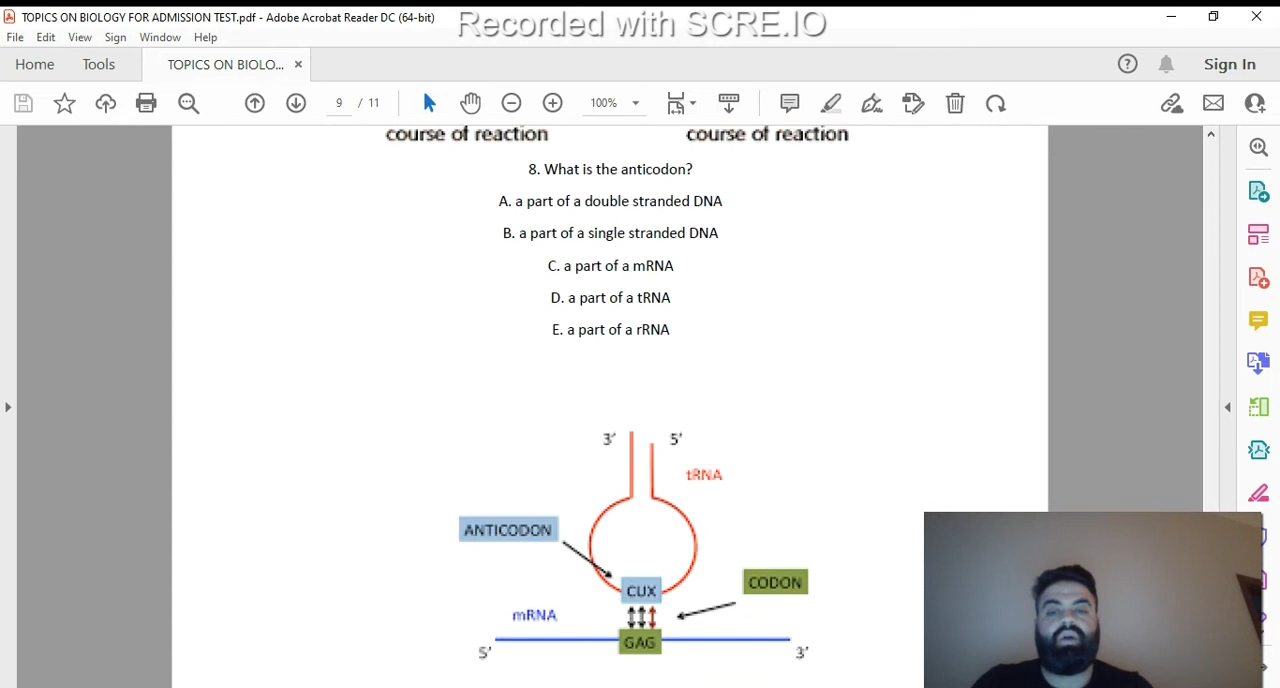 TOPICS ON BIOLOGY FOR ADMISSION TEST.pdf - Adobe Acrobat Reader DC (64-bit)
Recorded with SCRE.IO
File Edit View Sign Window Help
Home Tools TOPICS ON BIOLO... × Sign In
9 / 11 100%
course of reaction course of reaction
8. What is the anticodon?
A. a part of a double stranded DNA
B. a part of a single stranded DNA
C. a part of a mRNA
D. a part of a tRNA
E. a part of a rRNA
3' 5'
tRNA
ANTICODON
CODON
CUX
mRNA
GAG
5' 3'